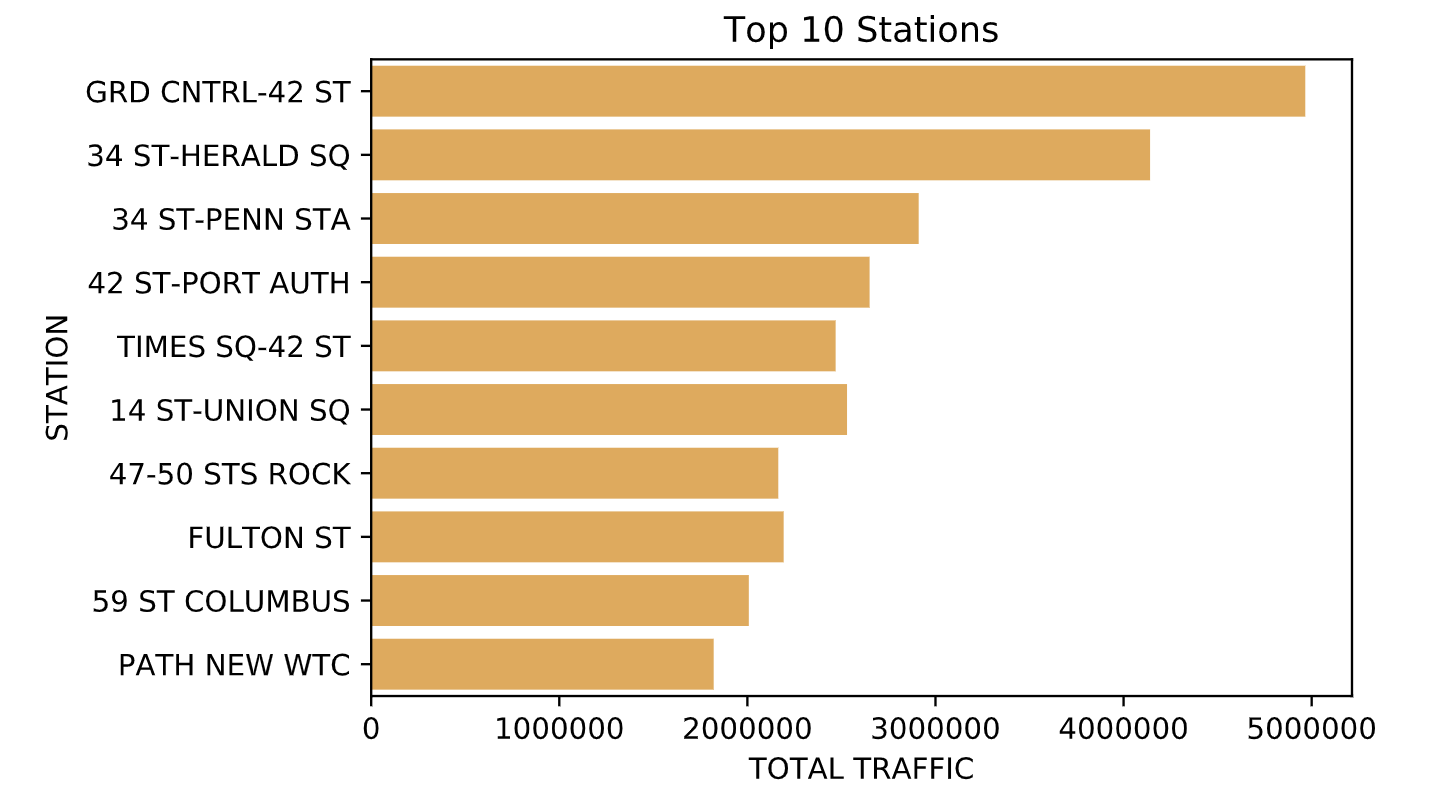 Top 10 Stations
GRD CNTRL-42 ST
34 ST-HERALD SQ
34 ST-PENN STA
42 ST-PORT AUTH
TIMES SQ-42 ST
14 ST-UNION SQ
47-50 STS ROCK
FULTON ST
59 ST COLUMBUS
PATH NEW WTC
STATION
0 1000000 2000000 3000000 4000000 5000000
TOTAL TRAFFIC